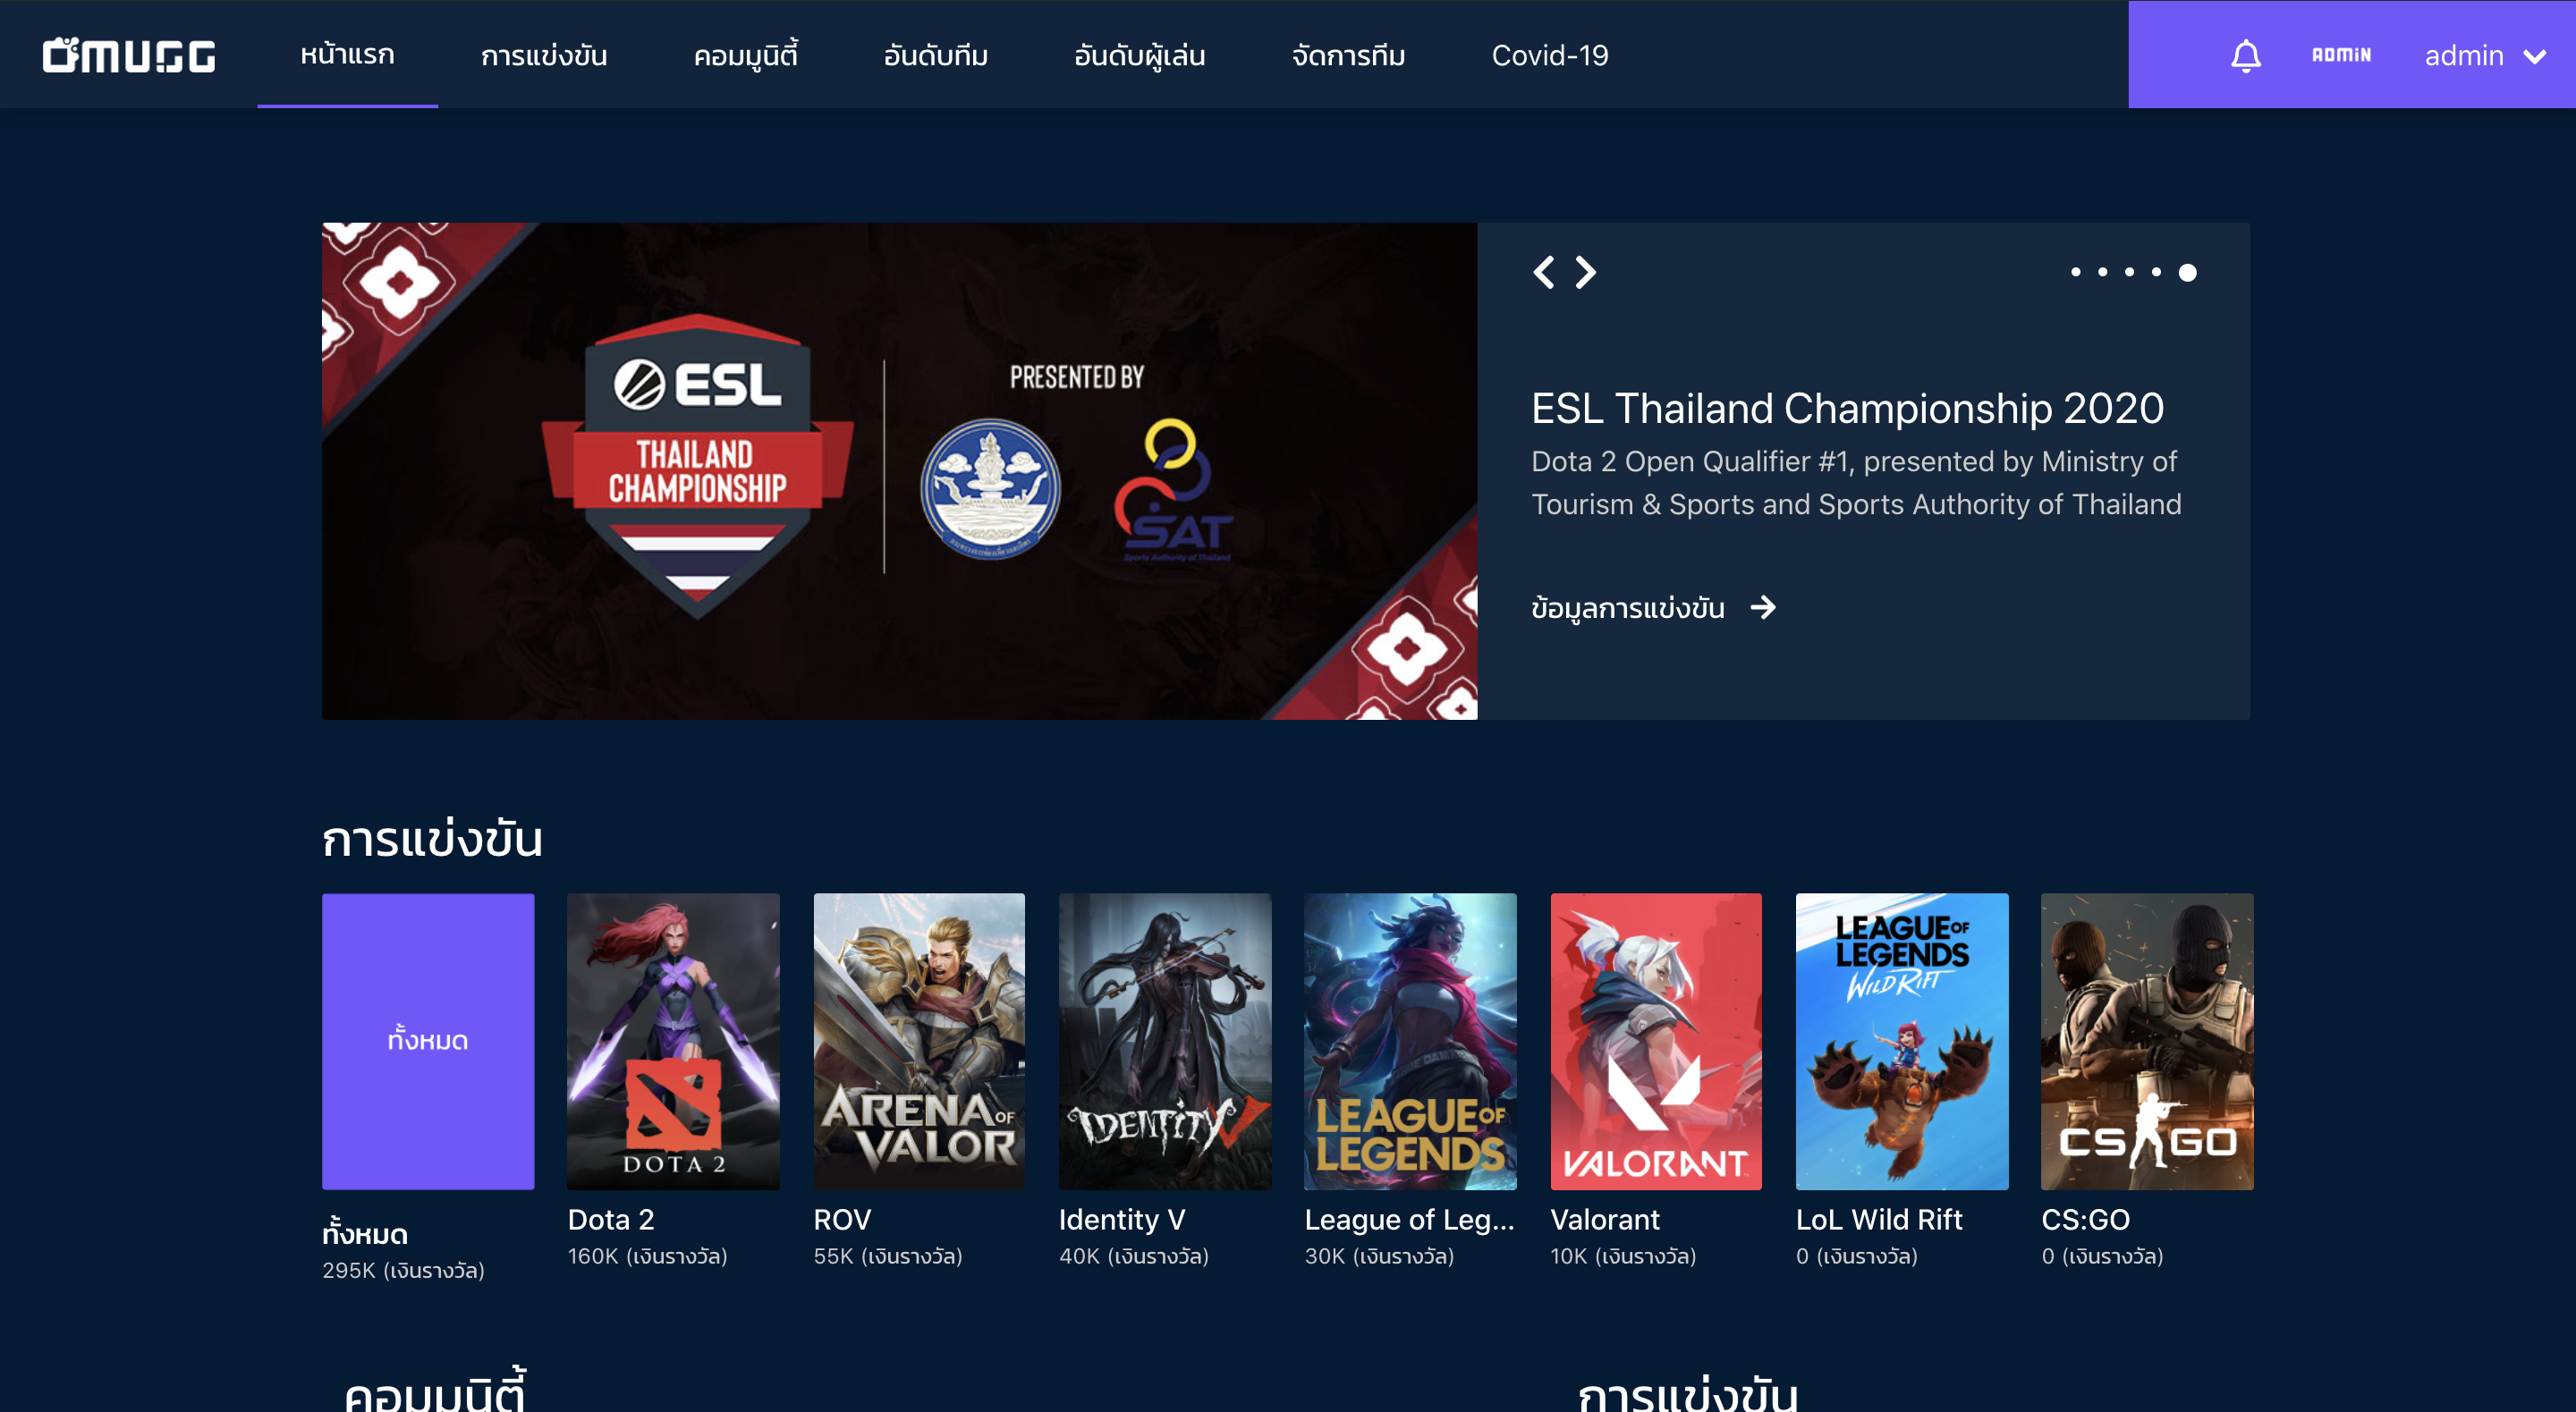 OMUGG
หน้าแรก
การแข่งขัน
คอมมูนิตี้
อันดับทีม
อันดับผู้เล่น
จัดการทีม
Covid-19
ADMiN
admin
ESL
THAILAND
CHAMPIONSHIP
PRESENTED BY
SAT
Sports Authority of Thailand
ESL Thailand Championship 2020
Dota 2 Open Qualifier #1, presented by Ministry of
Tourism & Sports and Sports Authority of Thailand
ข้อมูลการแข่งขัน
การแข่งขัน
ทั้งหมด
DOTA 2
ARENA OF
VALOR
IDENTITY V
LEAGUE OF
LEGENDS
VALORANT
LEAGUE OF
LEGENDS
WILD RIFT
CS GO
ทั้งหมด
295K (เงินรางวัล)
Dota 2
160K (เงินรางวัล)
ROV
55K (เงินรางวัล)
Identity V
40K (เงินรางวัล)
League of Leg...
30K (เงินรางวัล)
Valorant
10K (เงินรางวัล)
LoL Wild Rift
0 (เงินรางวัล)
CS:GO
0 (เงินรางวัล)
คอมมูนิตี้
การแข่งขัน